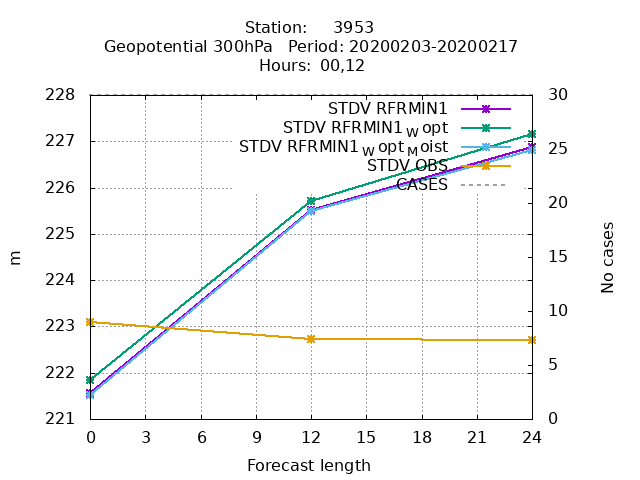 Station: 3953
Geopotential 300hPa Period: 20200203-20200217
Hours: 00,12
228
227
226
225
224
223
222
221
m
30
25
20
15
10
5
0
No cases
STDV RFRMIN1
STDV RFRMIN1_W opt
STDV RFRMIN1_W opt_M oist
STDV OBS
CASES
0 3 6 9 12 15 18 21 24
Forecast length